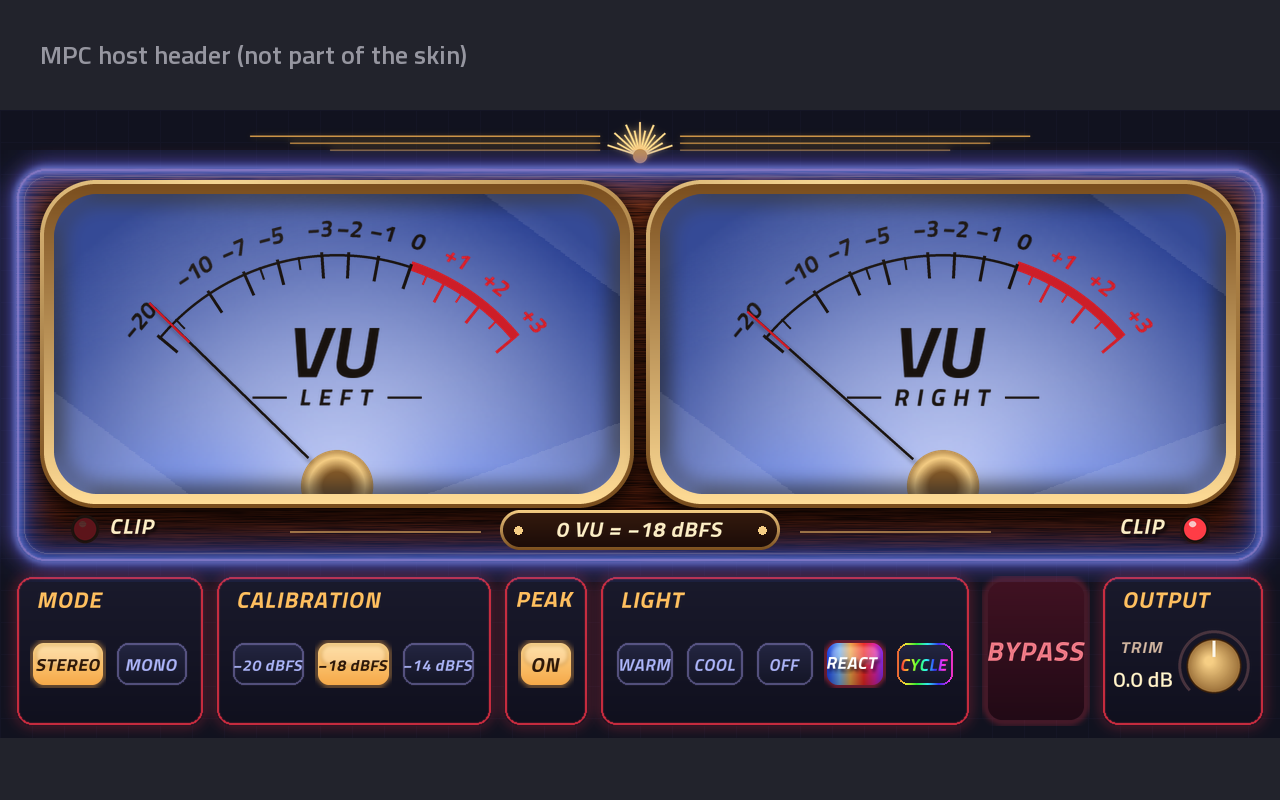 MPC host header (not part of the skin)
−20 −10 −7 −5 −3 −2 −1 0 +1 +2 +3
VU
LEFT
−20 −10 −7 −5 −3 −2 −1 0 +1 +2 +3
VU
RIGHT
CLIP
0 VU = −18 dBFS
CLIP
MODE
STEREO MONO
CALIBRATION
−20 dBFS −18 dBFS −14 dBFS
PEAK
ON
LIGHT
WARM COOL OFF REACT CYCLE
BYPASS
OUTPUT
TRIM
0.0 dB